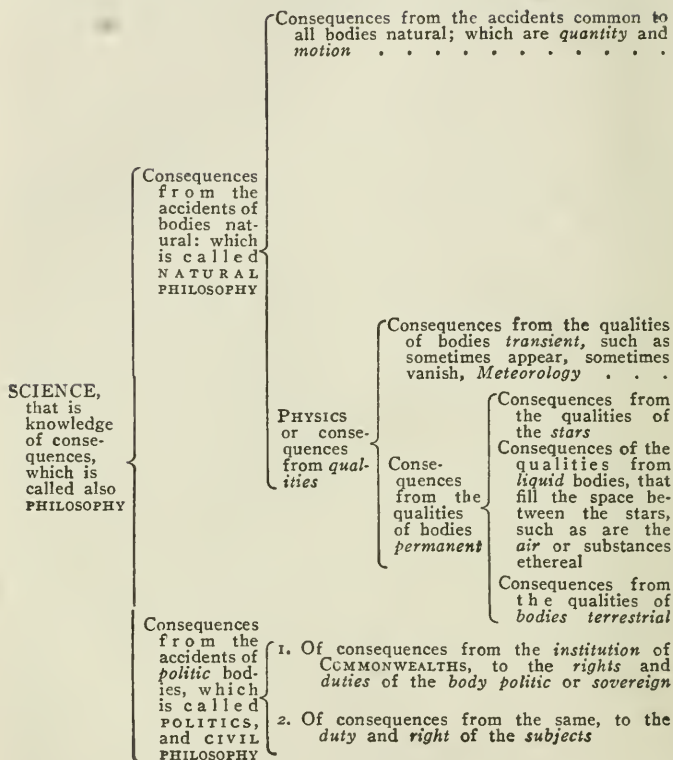 Consequences from the accidents common to
all bodies natural; which are quantity and
motion . . . . . . . . . . . .
Consequences
from the
accidents of
bodies nat-
ural: which
is called
NATURAL
PHILOSOPHY
Consequences from the qualities
of bodies transient, such as
sometimes appear, sometimes
vanish, Meteorology . . .
SCIENCE,
that is
knowledge
of conse-
quences,
which is
called also
PHILOSOPHY
PHYSICS
or conse-
quences
from qual-
ities
Conse-
quences
from the
qualities
of bodies
permanent
Consequences from
the qualities of
the stars
Consequences of the
qualities from
liquid bodies, that
fill the space be-
tween the stars,
such as are the
air or substances
ethereal
Consequences from
the qualities of
bodies terrestrial
Consequences
from the
accidents of
politic bod-
ies, which
is called
POLITICS,
and CIVIL
PHILOSOPHY
1. Of consequences from the institution of
CCMMONWEALTHS, to the rights and
duties of the body politic or sovereign
2. Of consequences from the same, to the
duty and right of the subjects